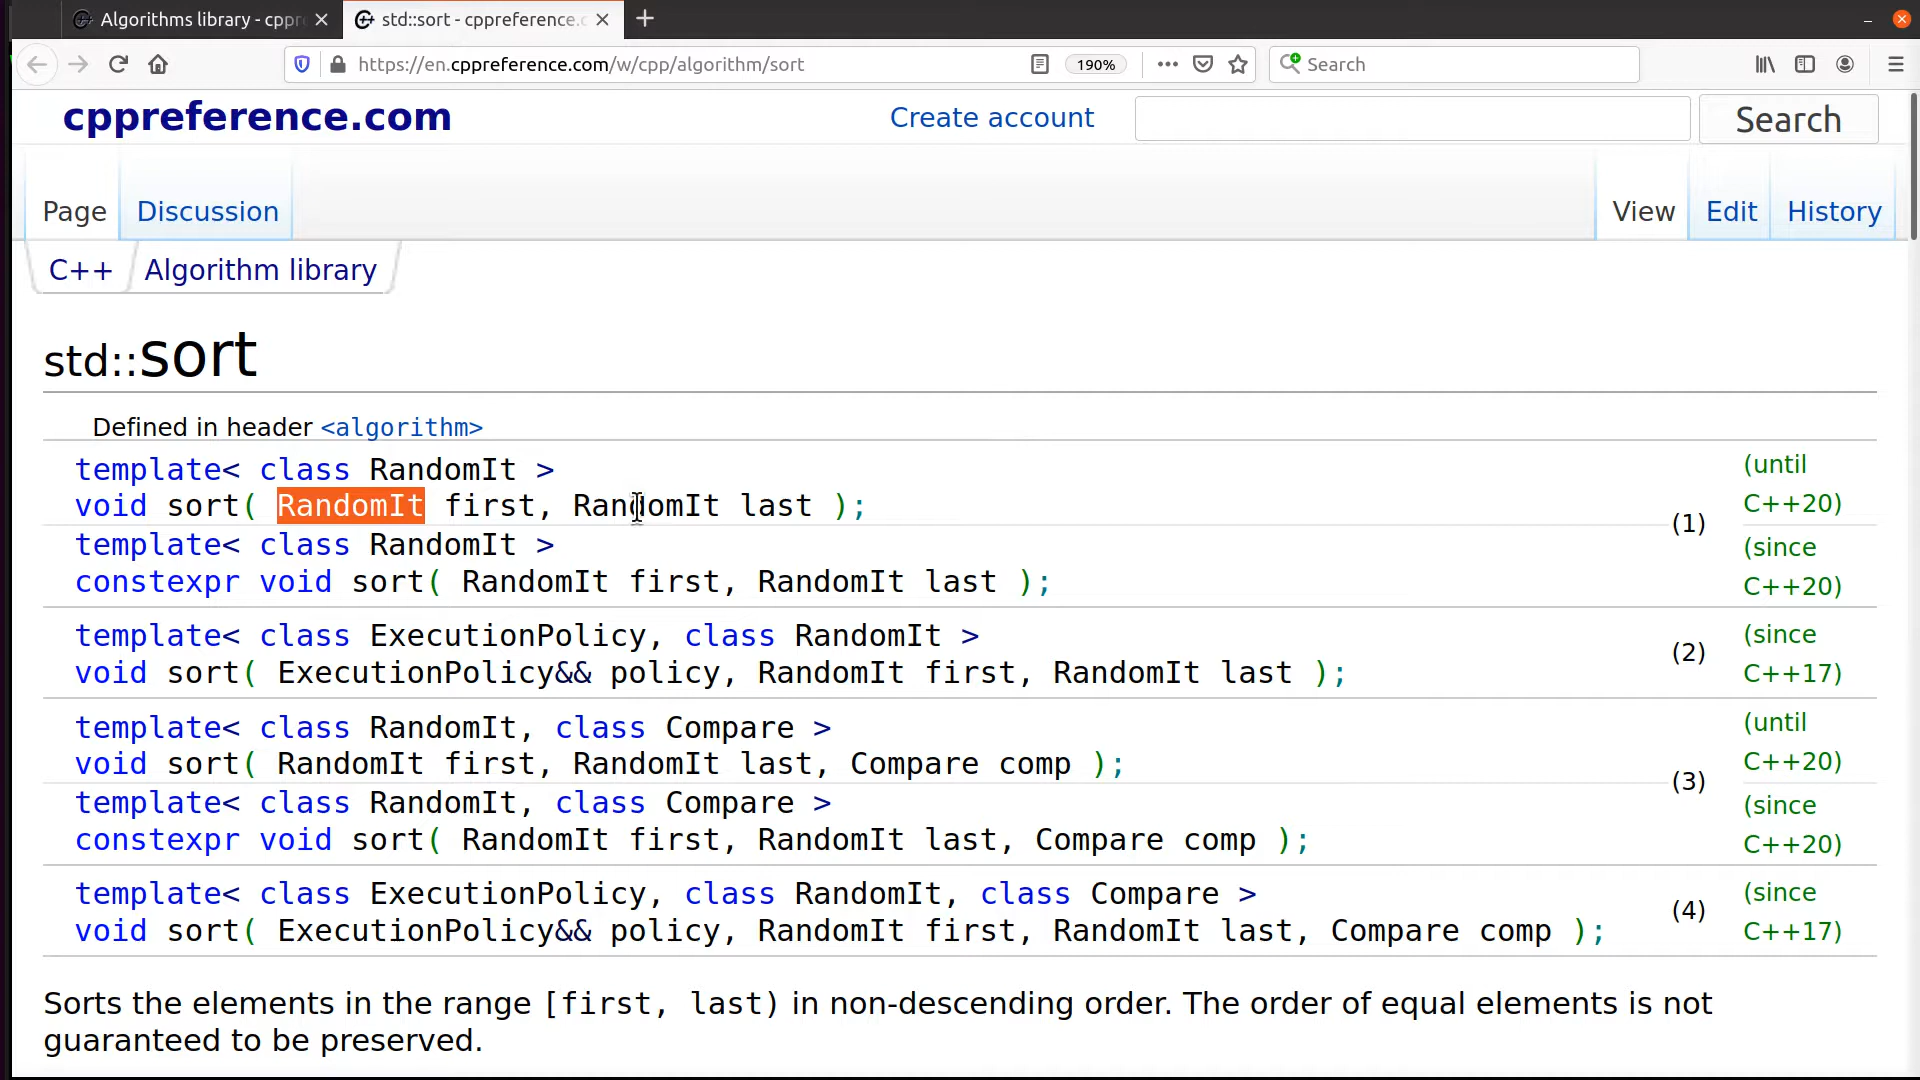 Algorithms library - cppr
std::sort - cppreference.c
https://en.cppreference.com/w/cpp/algorithm/sort
190%
Search
cppreference.com
Create account
Search
Page
Discussion
View
Edit
History
C++
Algorithm library
std::sort
Defined in header <algorithm>
template< class RandomIt >
void sort( RandomIt first, RandomIt last );
(until
C++20)
(1)
template< class RandomIt >
constexpr void sort( RandomIt first, RandomIt last );
(since
C++20)
template< class ExecutionPolicy, class RandomIt >
void sort( ExecutionPolicy&& policy, RandomIt first, RandomIt last );
(2)
(since
C++17)
template< class RandomIt, class Compare >
void sort( RandomIt first, RandomIt last, Compare comp );
(until
C++20)
(3)
template< class RandomIt, class Compare >
constexpr void sort( RandomIt first, RandomIt last, Compare comp );
(since
C++20)
template< class ExecutionPolicy, class RandomIt, class Compare >
void sort( ExecutionPolicy&& policy, RandomIt first, RandomIt last, Compare comp );
(4)
(since
C++17)
Sorts the elements in the range [first, last) in non-descending order. The order of equal elements is not
guaranteed to be preserved.